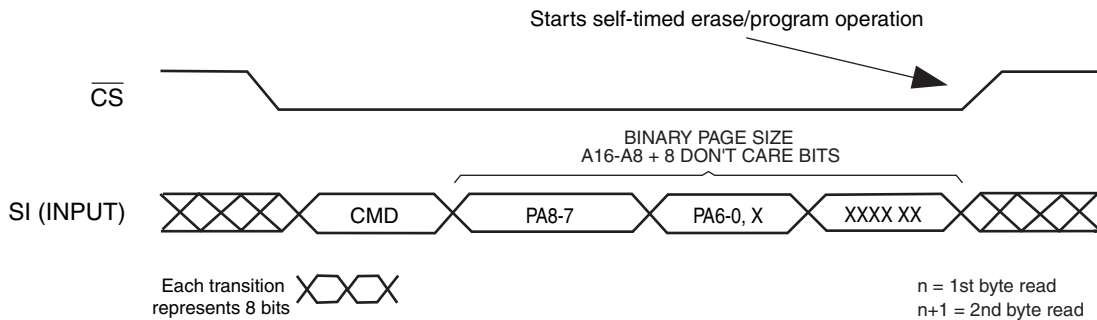 Starts self-timed erase/program operation
CS
BINARY PAGE SIZE
A16-A8 + 8 DON'T CARE BITS
SI (INPUT)
CMD
PA8-7
PA6-0, X
XXXX XX
Each transition
represents 8 bits
n = 1st byte read
n+1 = 2nd byte read